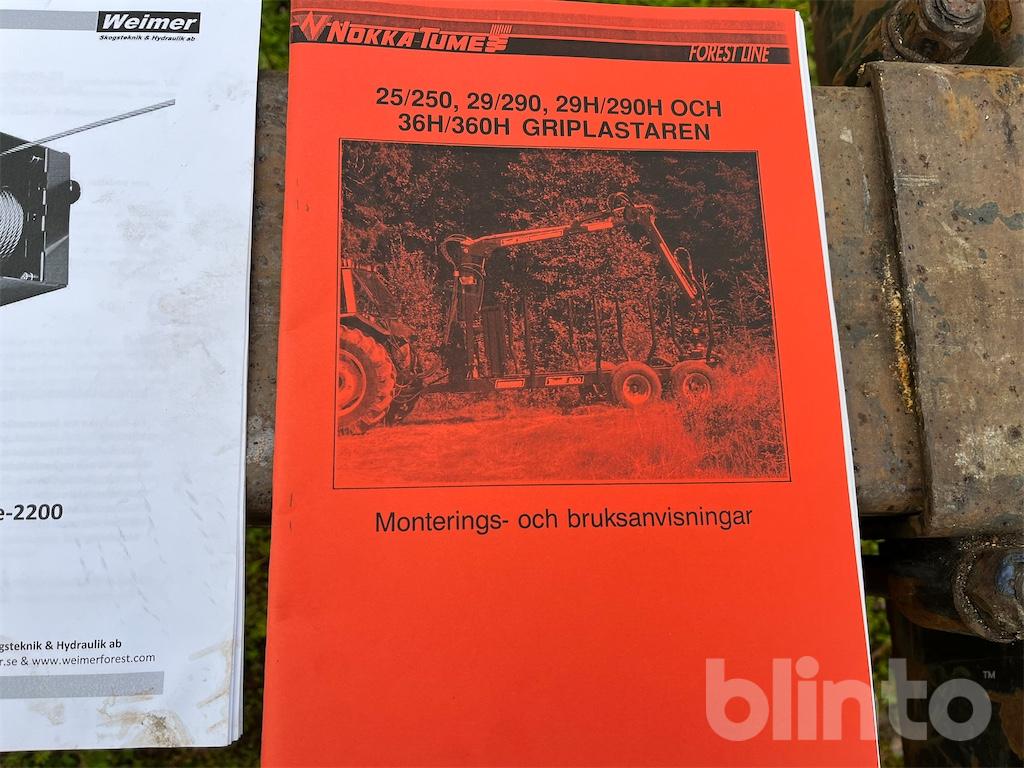 Weimer
Skogsteknik & Hydraulik ab
e-2200
gsteknik & Hydraulik ab
r.se & www.weimerforest.com
NOKKA-TUME
FOREST LINE
25/250, 29/290, 29H/290H OCH
36H/360H GRIPLASTAREN
Monterings- och bruksanvisningar
blinto™